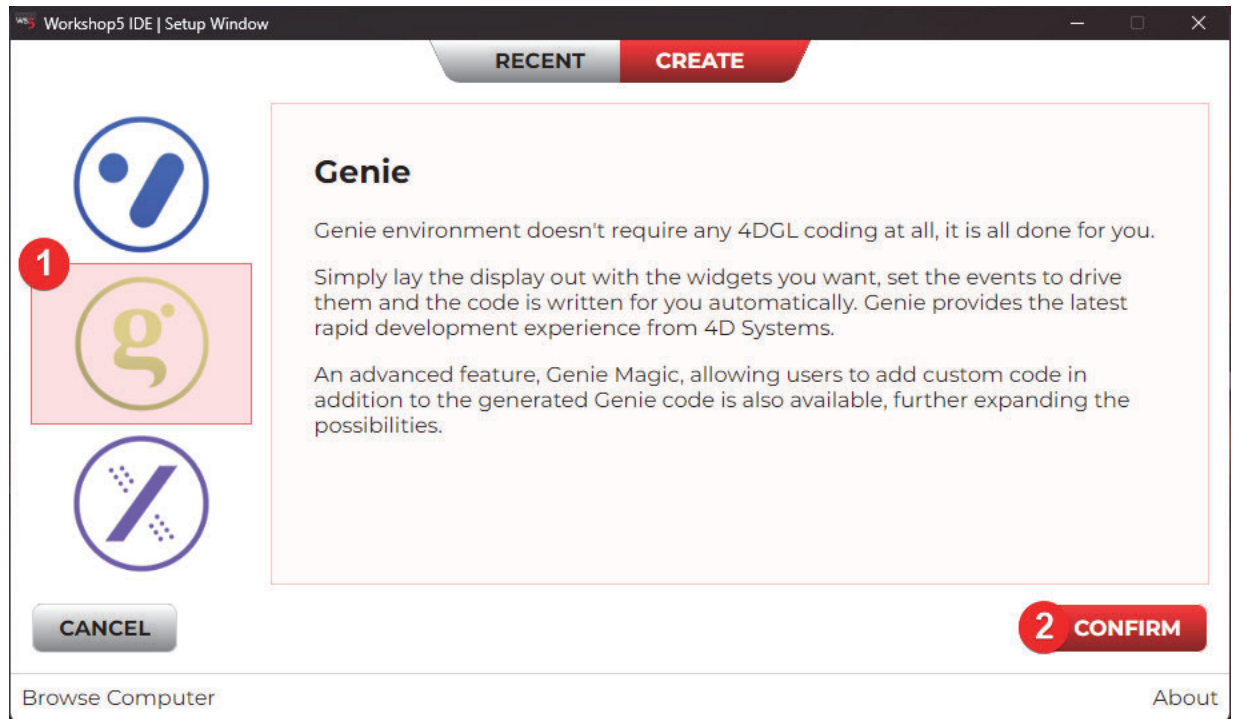 WS5 Workshop5 IDE | Setup Window
RECENT
CREATE
Genie
Genie environment doesn't require any 4DGL coding at all, it is all done for you.
Simply lay the display out with the widgets you want, set the events to drive
them and the code is written for you automatically. Genie provides the latest
rapid development experience from 4D Systems.
An advanced feature, Genie Magic, allowing users to add custom code in
addition to the generated Genie code is also available, further expanding the
possibilities.
1
g
CANCEL
2 CONFIRM
Browse Computer
About